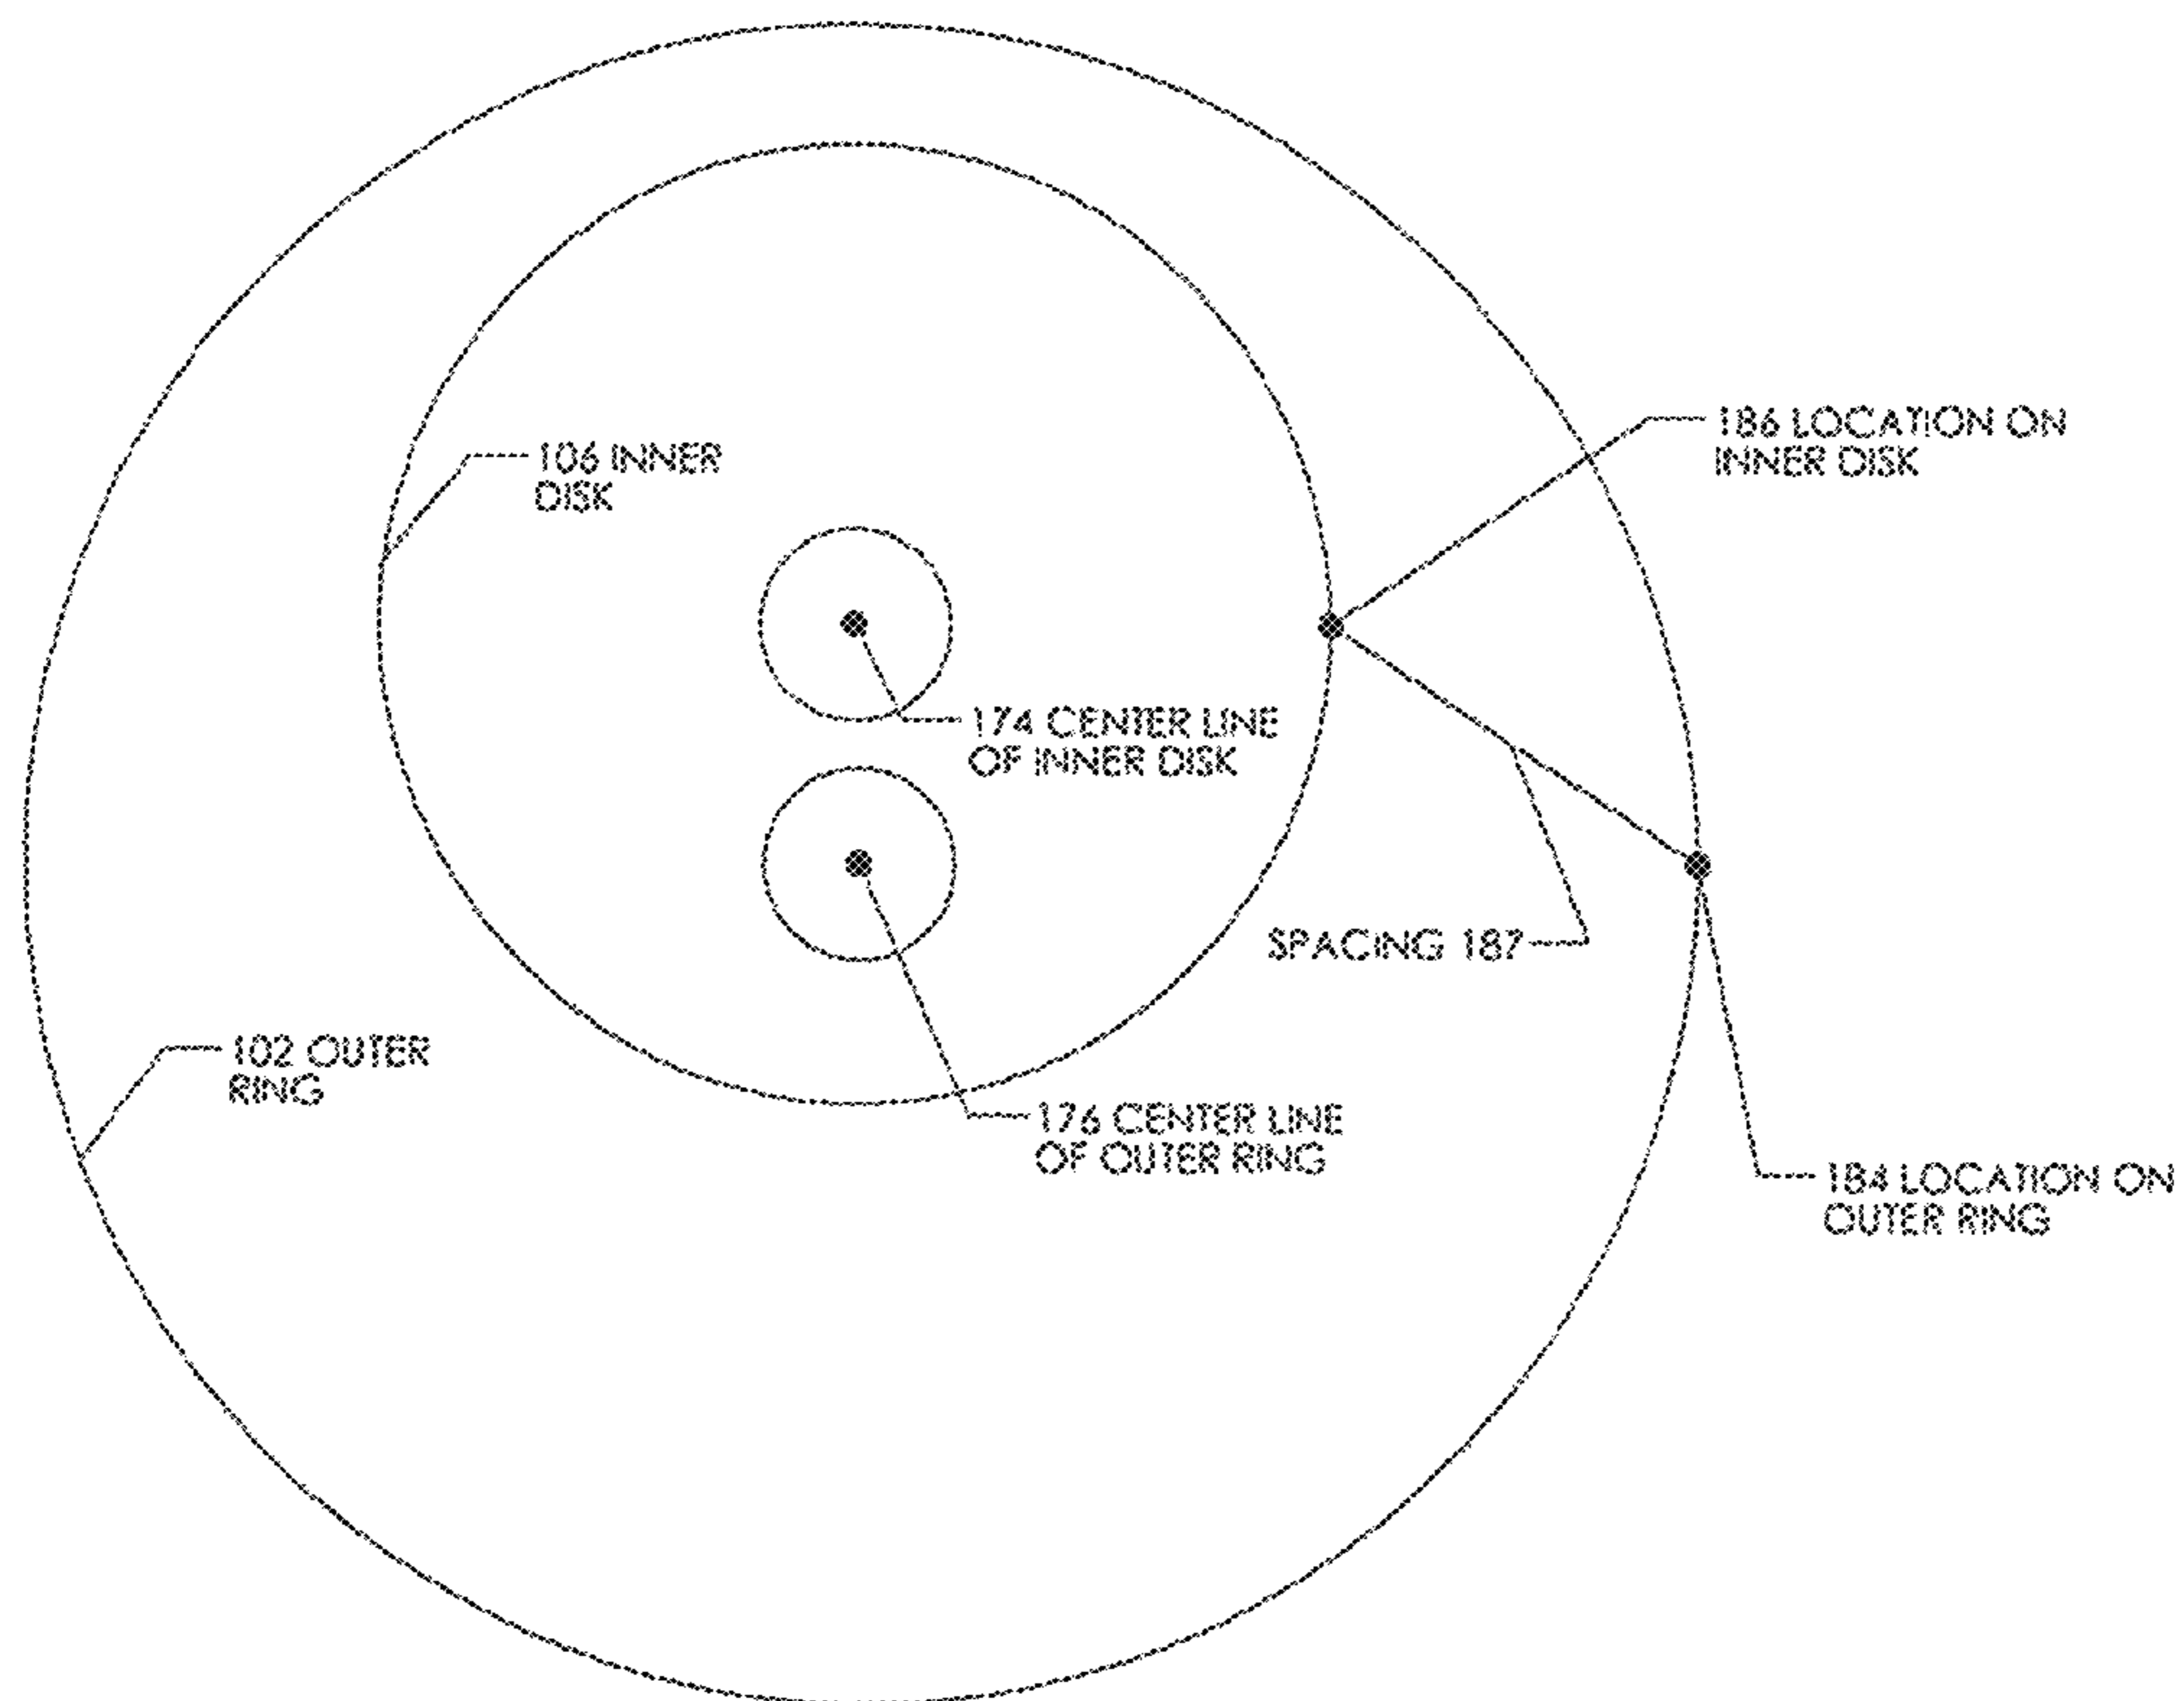 186 LOCATION ON
INNER DISK
106 INNER
DISK
174 CENTER LINE
OF INNER DISK
SPACING 187
102 OUTER
RING
176 CENTER LINE
OF OUTER RING
184 LOCATION ON
OUTER RING